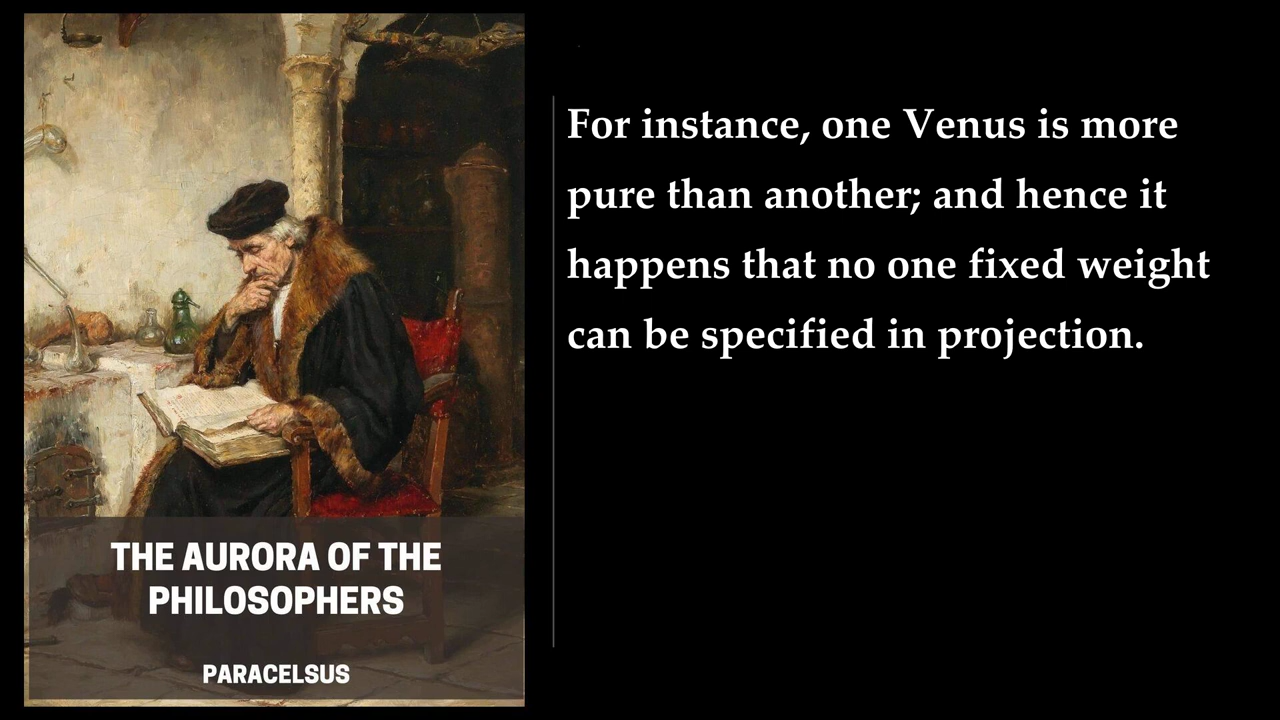 For instance, one Venus is more
pure than another; and hence it
happens that no one fixed weight
can be specified in projection.
THE AURORA OF THE
PHILOSOPHERS
PARACELSUS